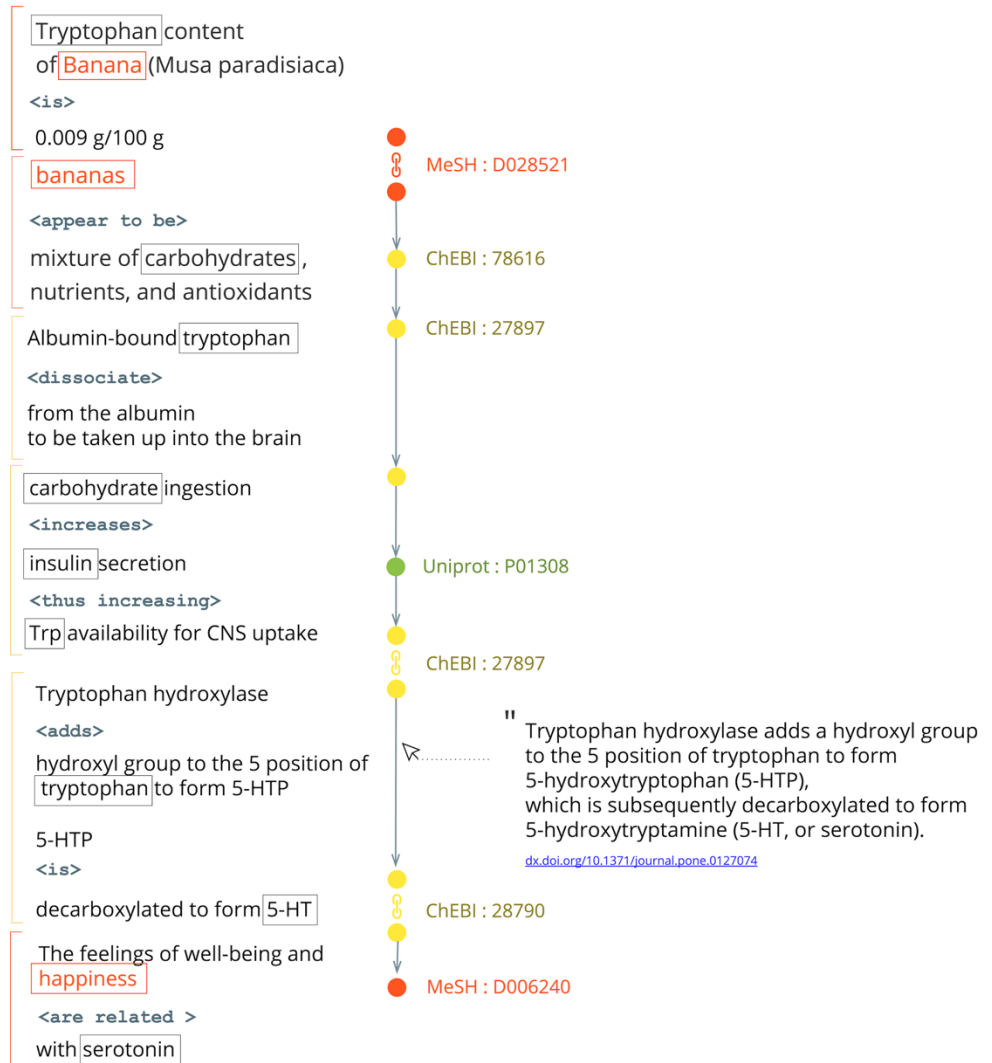 Tryptophan content
of Banana (Musa paradisiaca)
<is>
0.009 g/100 g
MeSH : D028521
bananas
<appear to be>
mixture of carbohydrates ,
nutrients, and antioxidants
ChEBI : 78616
Albumin-bound tryptophan
ChEBI : 27897
<dissociate>
from the albumin
to be taken up into the brain
carbohydrate ingestion
<increases>
insulin secretion
Uniprot : P01308
<thus increasing>
Trp availability for CNS uptake
ChEBI : 27897
Tryptophan hydroxylase
<adds>
hydroxyl group to the 5 position of
tryptophan to form 5-HTP
5-HTP
<is>
decarboxylated to form 5-HT
"
Tryptophan hydroxylase adds a hydroxyl group
to the 5 position of tryptophan to form
5-hydroxytryptophan (5-HTP),
which is subsequently decarboxylated to form
5-hydroxytryptamine (5-HT, or serotonin).
dx.doi.org/10.1371/journal.pone.0127074
ChEBI : 28790
The feelings of well-being and
happiness
MeSH : D006240
<are related >
with serotonin